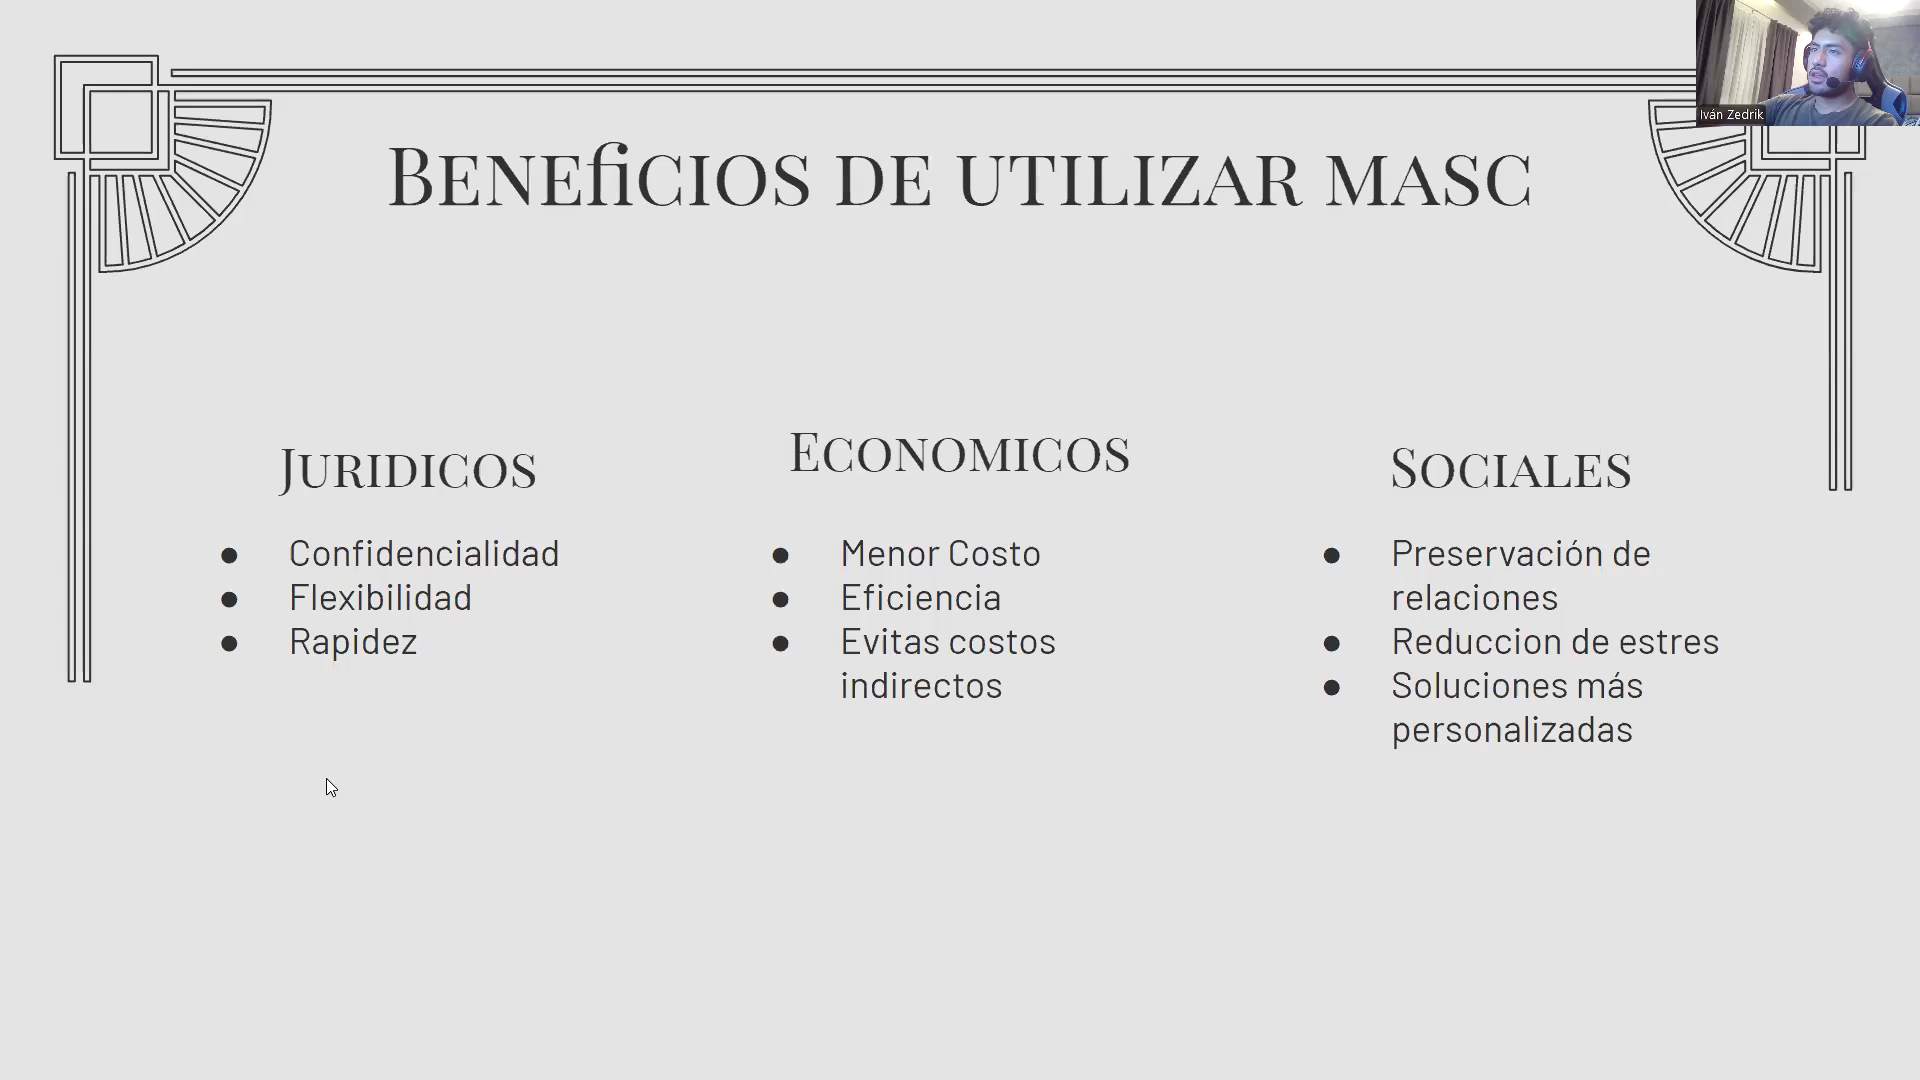 Iván Zedrik
Beneficios de utilizar MASC
Juridicos
● Confidencialidad
● Flexibilidad
● Rapidez
Economicos
● Menor Costo
● Eficiencia
● Evitas costos
indirectos
Sociales
● Preservación de
relaciones
● Reduccion de estres
● Soluciones más
personalizadas